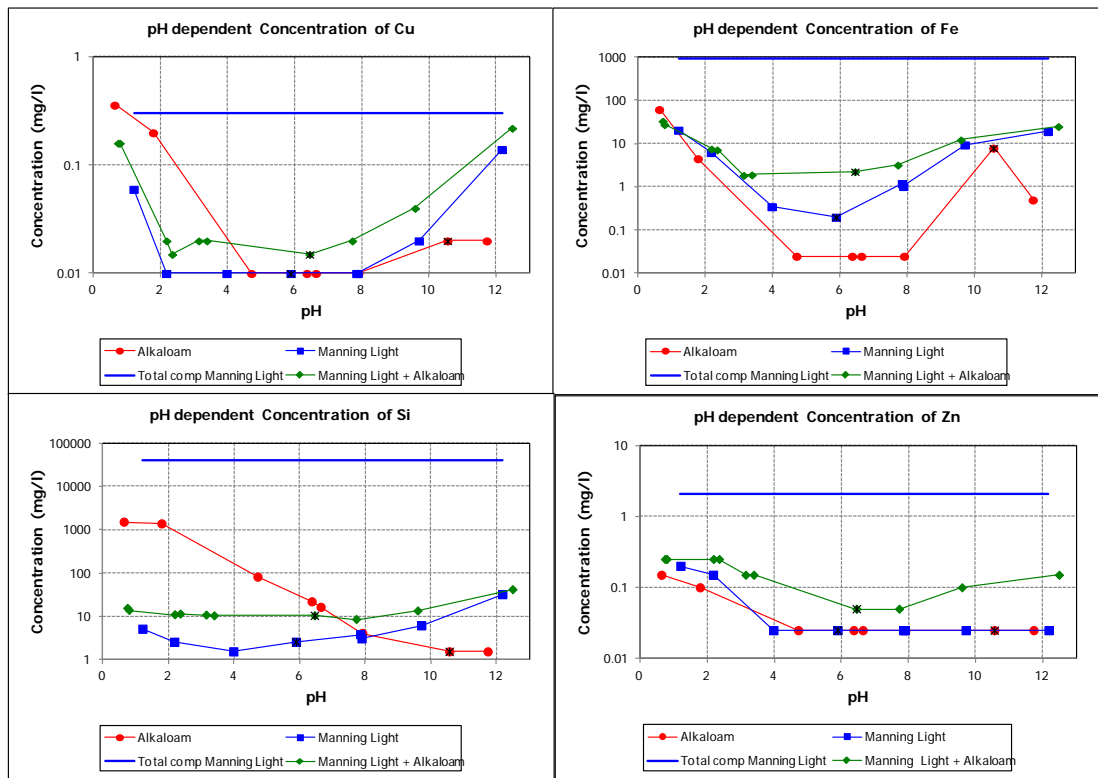 pH dependent Concentration of Cu
Concentration (mg/l)
1
0.1
0.01
0 2 4 6 8 10 12
pH
Alkaloam Manning Light
Total comp Manning Light Manning Light + Alkaloam
pH dependent Concentration of Fe
Concentration (mg/l)
1000
100
10
1
0.1
0.01
0 2 4 6 8 10 12
pH
Alkaloam Manning Light
Total comp Manning Light Manning Light + Alkaloam
pH dependent Concentration of Si
Concentration (mg/l)
100000
10000
1000
100
10
1
0 2 4 6 8 10 12
pH
Alkaloam Manning Light
Total comp Manning Light Manning Light + Alkaloam
pH dependent Concentration of Zn
Concentration (mg/l)
10
1
0.1
0.01
0 2 4 6 8 10 12
pH
Alkaloam Manning Light
Total comp Manning Light Manning Light + Alkaloam